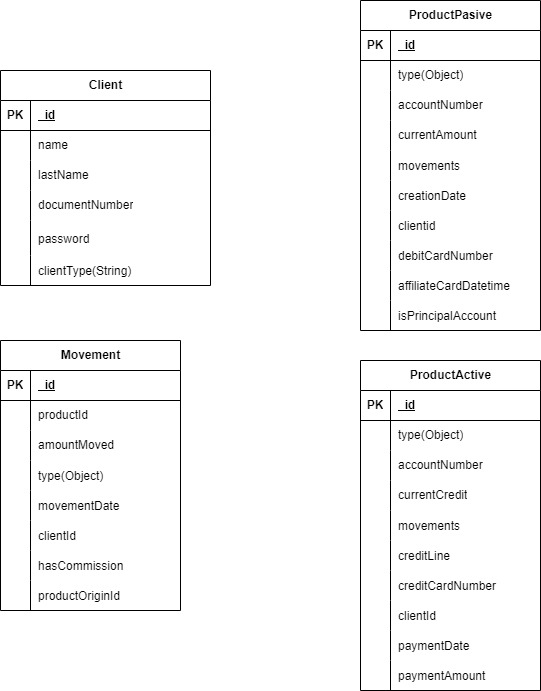 Client
PK _id
name
lastName
documentNumber
password
clientType(String)
Movement
PK _id
productId
amountMoved
type(Object)
movementDate
clientId
hasCommission
productOriginId
ProductPasive
PK _id
type(Object)
accountNumber
currentAmount
movements
creationDate
clientid
debitCardNumber
affiliateCardDatetime
isPrincipalAccount
ProductActive
PK _id
type(Object)
accountNumber
currentCredit
movements
creditLine
creditCardNumber
clientId
paymentDate
paymentAmount